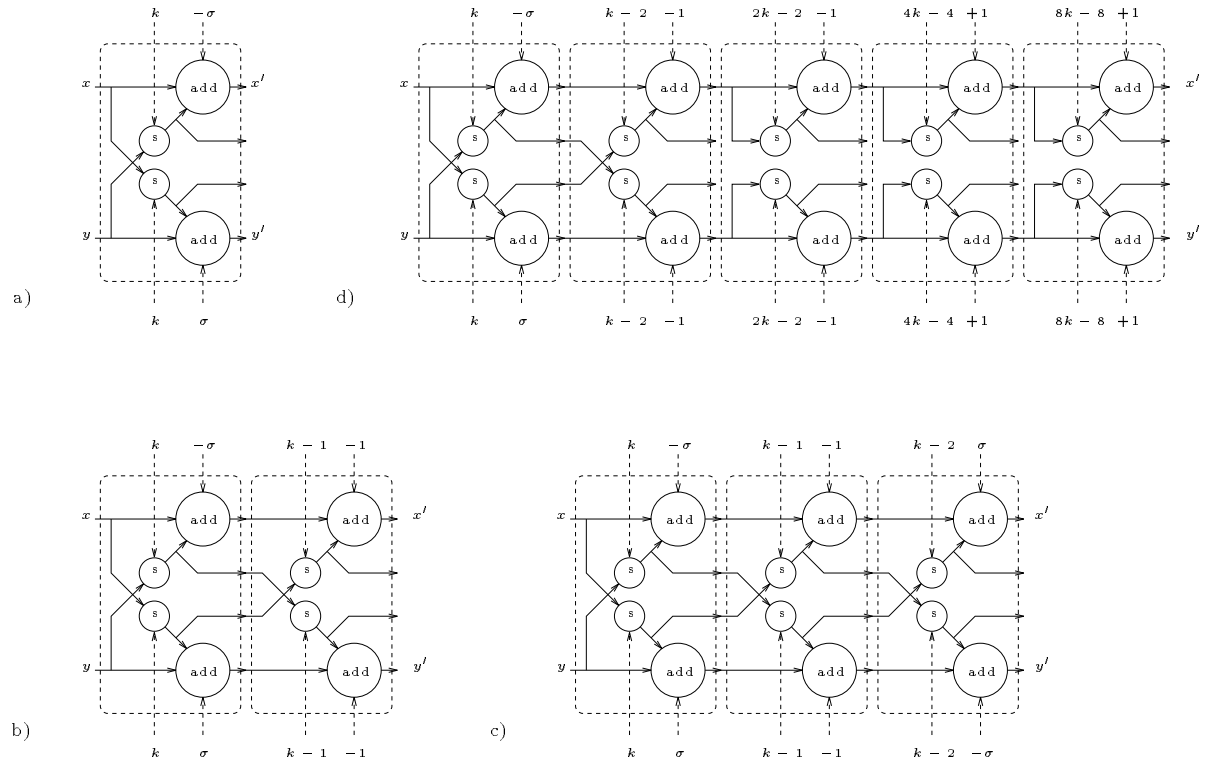 k −σ k − 2 −1 2k − 2 −1 4k − 4 +1 8k − 8 +1
x add x′ x add add add add add x′
s s s s s s
s s s s s s
y add y′ y add add add add add y′
a) d)
k σ k k − 2 −1 2k − 2 −1 4k − 4 +1 8k − 8 +1
k −σ k − 1 −1 k −σ k − 1 −1 k − 2 σ
x add add x′ x add add add x′
s s s s s
s s s s s
y add add y′ y add add add y′
b) c)
k σ k − 1 −1 k σ k − 1 −1 k − 2 −σ